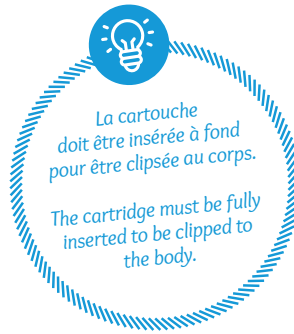 La cartouche
doit être insérée à fond
pour être clipsée au corps.
The cartridge must be fully
inserted to be clipped to
the body.